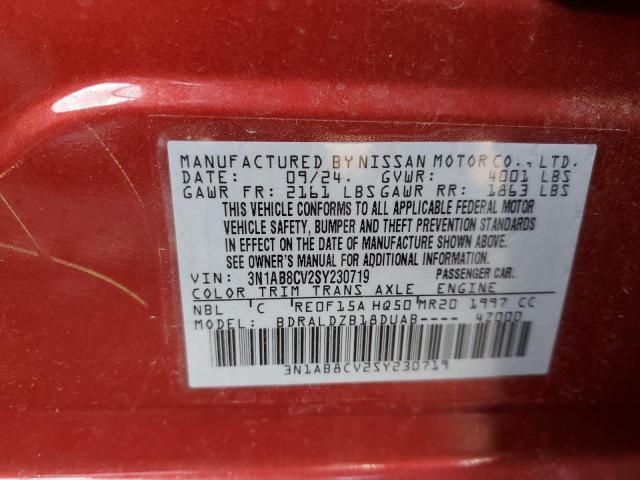 MANUFACTURED BY NISSAN MOTOR CO., LTD.
DATE: 09/24. GVWR: 4001 LBS
GAWR FR: 2161 LBS GAWR RR: 1863 LBS
THIS VEHICLE CONFORMS TO ALL APPLICABLE FEDERAL MOTOR
VEHICLE SAFETY, BUMPER AND THEFT PREVENTION STANDARDS
IN EFFECT ON THE DATE OF MANUFACTURE SHOWN ABOVE.
SEE OWNER'S MANUAL FOR ADDITIONAL INFORMATION.
VIN: 3N1AB8CV2SY230719 PASSENGER CAR.
COLOR TRIM TRANS AXLE ENGINE
NBL C RE0F15A HQ50 MR20 1997 CC
MODEL: BDRALDZB18DUAB---- 4Z000
3N1AB8CV2SY230719